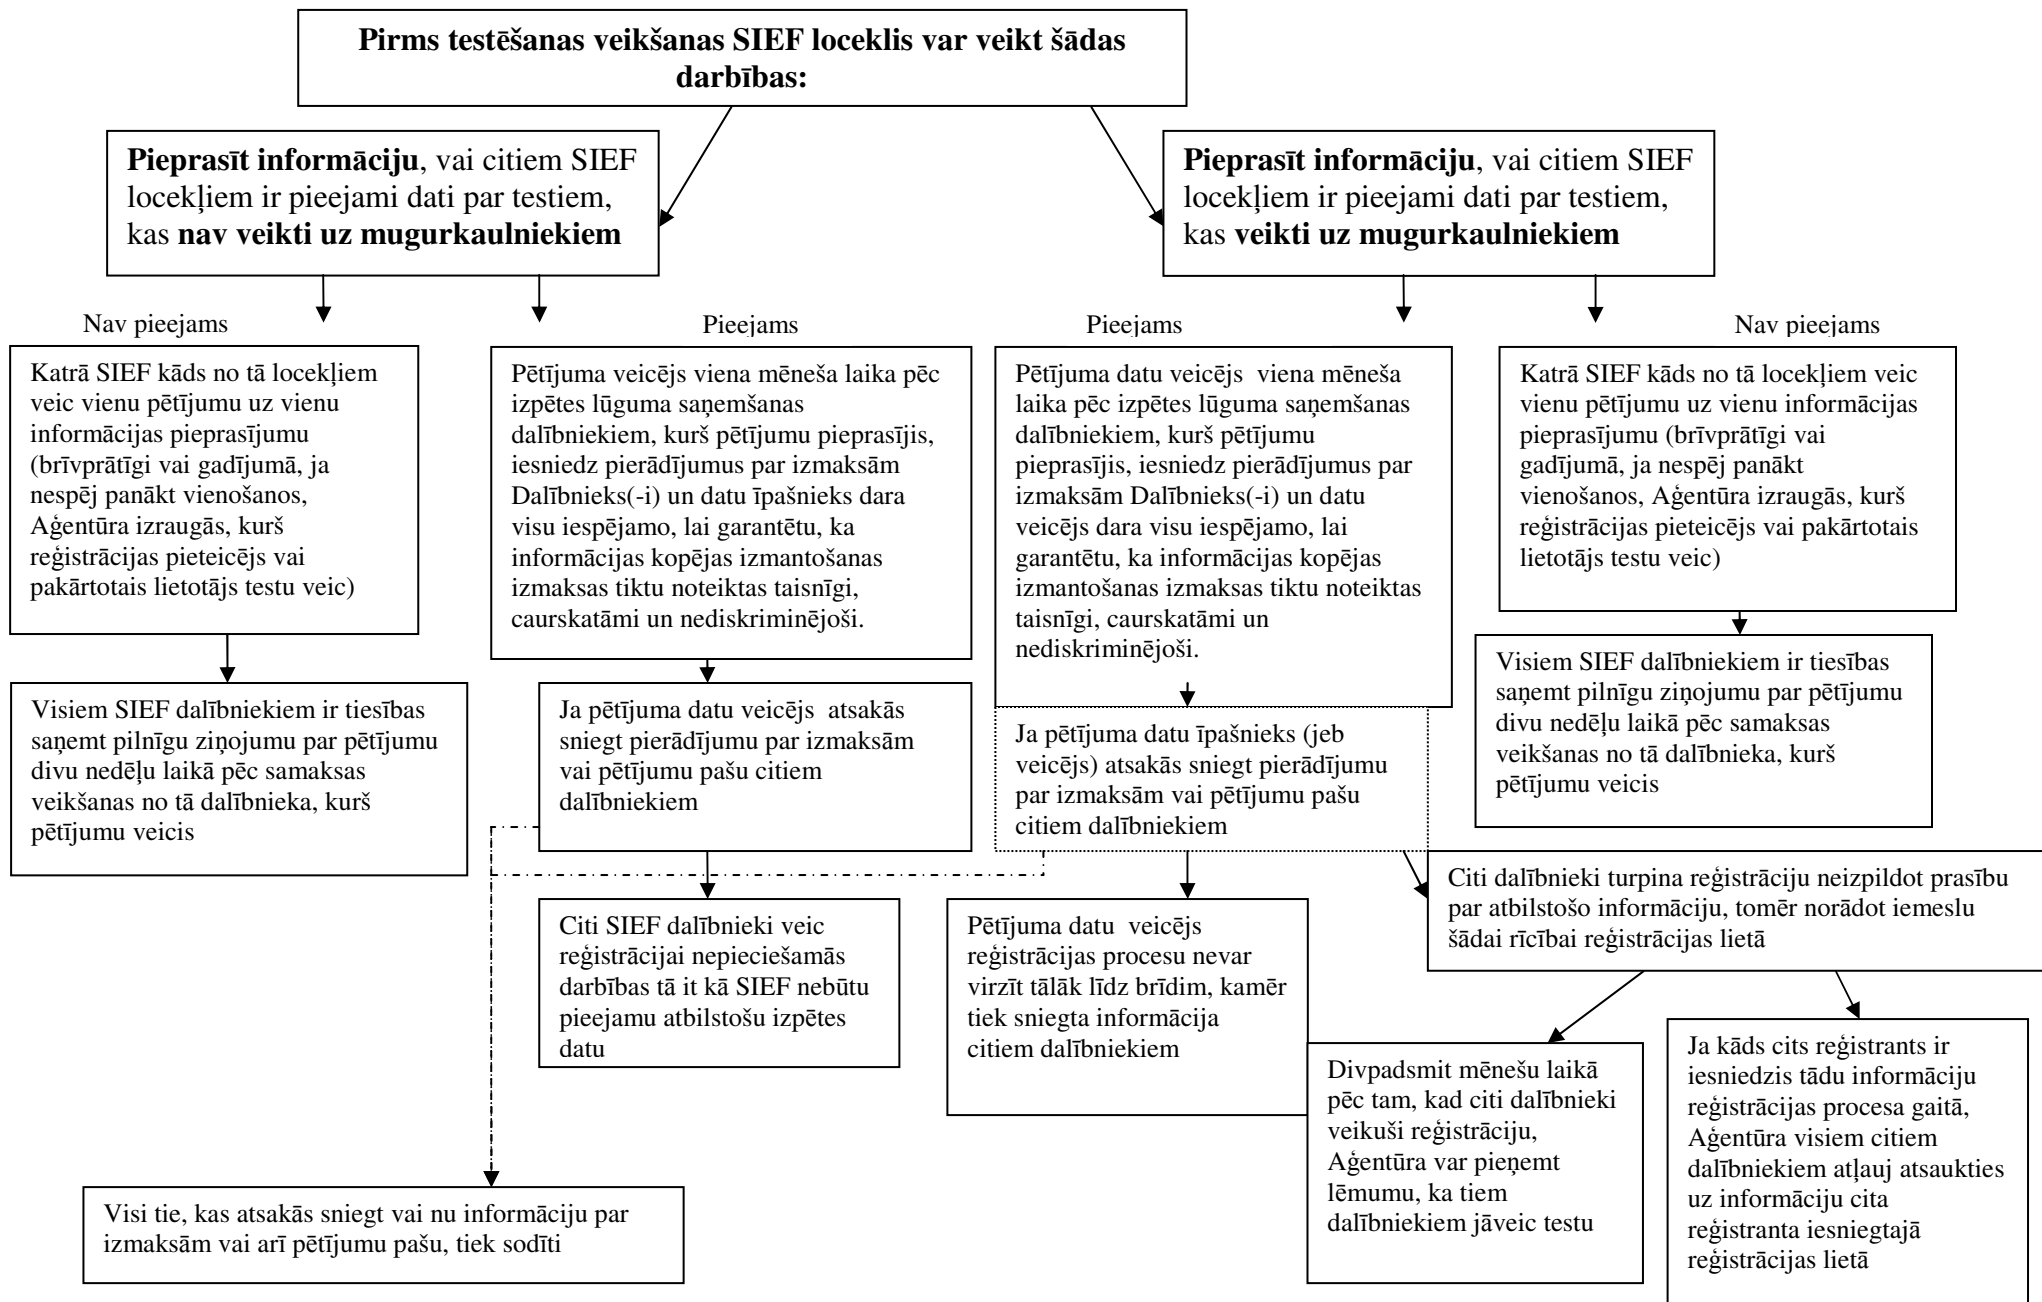 Pirms testēšanas veikšanas SIEF loceklis var veikt šādas
darbības:
Pieprasīt informāciju, vai citiem SIEF
locekļiem ir pieejami dati par testiem,
kas nav veikti uz mugurkaulniekiem
Pieprasīt informāciju, vai citiem SIEF
locekļiem ir pieejami dati par testiem,
kas veikti uz mugurkaulniekiem
Nav pieejams
Pieejams
Pieejams
Nav pieejams
Katrā SIEF kāds no tā locekļiem
veic vienu pētījumu uz vienu
informācijas pieprasījumu
(brīvprātīgi vai gadījumā, ja
nespēj panākt vienošanos,
Aģentūra izraugās, kurš
reģistrācijas pieteicējs vai
pakārtotais lietotājs testu veic)
Pētījuma veicējs viena mēneša laika pēc
izpētes lūguma saņemšanas
dalībniekiem, kurš pētījumu pieprasījis,
iesniedz pierādījumus par izmaksām
Dalībnieks(-i) un datu īpašnieks dara
visu iespējamo, lai garantētu, ka
informācijas kopējas izmantošanas
izmaksas tiktu noteiktas taisnīgi,
caurskatāmi un nediskriminējoši.
Pētījuma datu veicējs viena mēneša
laika pēc izpētes lūguma saņemšanas
dalībniekiem, kurš pētījumu
pieprasījis, iesniedz pierādījumus par
izmaksām Dalībnieks(-i) un datu
veicējs dara visu iespējamo, lai
garantētu, ka informācijas kopējas
izmantošanas izmaksas tiktu noteiktas
taisnīgi, caurskatāmi un
nediskriminējoši.
Katrā SIEF kāds no tā locekļiem veic
vienu pētījumu uz vienu informācijas
pieprasījumu (brīvprātīgi vai
gadījumā, ja nespēj panākt
vienošanos, Aģentūra izraugās, kurš
reģistrācijas pieteicējs vai pakārtotais
lietotājs testu veic)
Visiem SIEF dalībniekiem ir tiesības
saņemt pilnīgu ziņojumu par pētījumu
divu nedēļu laikā pēc samaksas
veikšanas no tā dalībnieka, kurš
pētījumu veicis
Ja pētījuma datu veicējs atsakās
sniegt pierādījumu par izmaksām
vai pētījumu pašu citiem
dalībniekiem
Ja pētījuma datu īpašnieks (jeb
veicējs) atsakās sniegt pierādījumu
par izmaksām vai pētījumu pašu
citiem dalībniekiem
Visiem SIEF dalībniekiem ir tiesības
saņemt pilnīgu ziņojumu par pētījumu
divu nedēļu laikā pēc samaksas
veikšanas no tā dalībnieka, kurš
pētījumu veicis
Citi SIEF dalībnieki veic
reģistrācijai nepieciešamās
darbības tā it kā SIEF nebūtu
pieejamu atbilstošu izpētes
datu
Pētījuma datu veicējs
reģistrācijas procesu nevar
virzīt tālāk līdz brīdim, kamēr
tiek sniegta informācija
citiem dalībniekiem
Citi dalībnieki turpina reģistrāciju neizpildot prasību
par atbilstošo informāciju, tomēr norādot iemeslu
šādai rīcībai reģistrācijas lietā
Divpadsmit mēnešu laikā
pēc tam, kad citi dalībnieki
veikuši reģistrāciju,
Aģentūra var pieņemt
lēmumu, ka tiem
dalībniekiem jāveic testu
Ja kāds cits reģistrants ir
iesniedzis tādu informāciju
reģistrācijas procesa gaitā,
Aģentūra visiem citiem
dalībniekiem atļauj atsaukties
uz informāciju cita
reģistranta iesniegtajā
reģistrācijas lietā
Visi tie, kas atsakās sniegt vai nu informāciju par
izmaksām vai arī pētījumu pašu, tiek sodīti